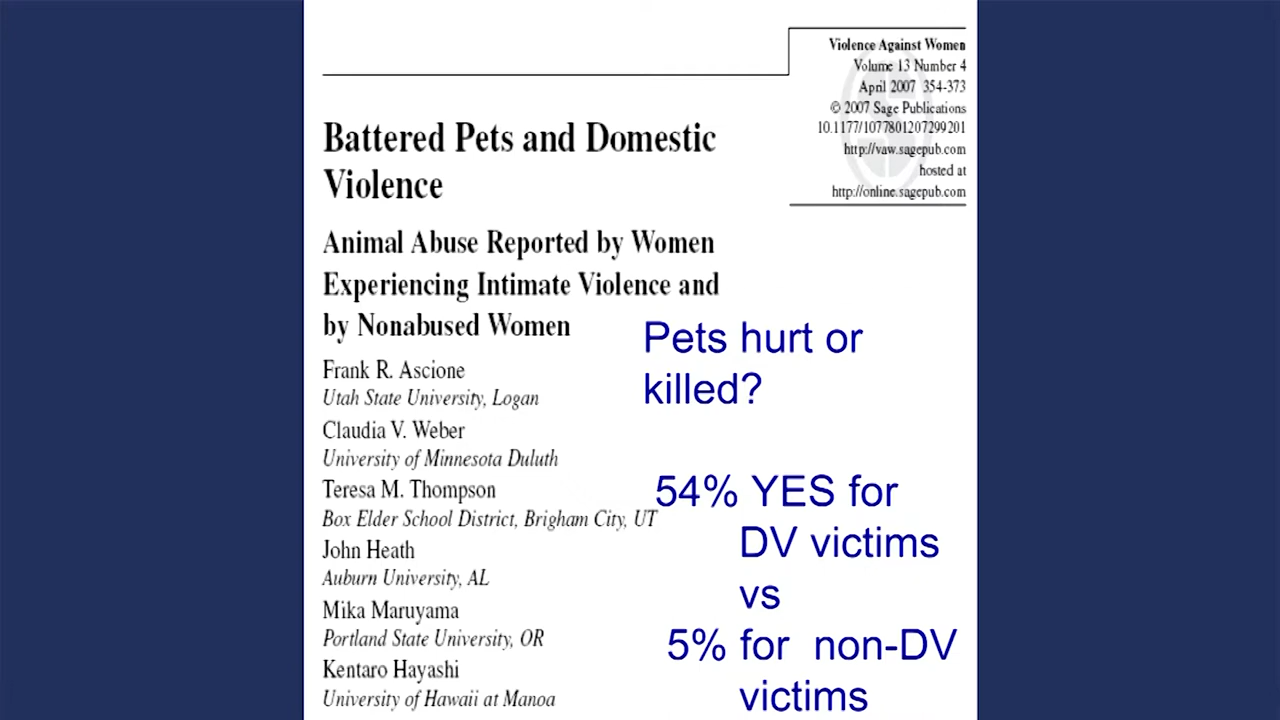 Violence Against Women
Volume 13 Number 4
April 2007 354-373
© 2007 Sage Publications
10.1177/1077801207299201
http://vaw.sagepub.com
hosted at
http://online.sagepub.com
Battered Pets and Domestic
Violence
Animal Abuse Reported by Women
Experiencing Intimate Violence and
by Nonabused Women
Frank R. Ascione
Utah State University, Logan
Claudia V. Weber
University of Minnesota Duluth
Teresa M. Thompson
Box Elder School District, Brigham City, UT
John Heath
Auburn University, AL
Mika Maruyama
Portland State University, OR
Kentaro Hayashi
University of Hawaii at Manoa
Pets hurt or
killed?
54% YES for
DV victims
vs
5% for non-DV
victims